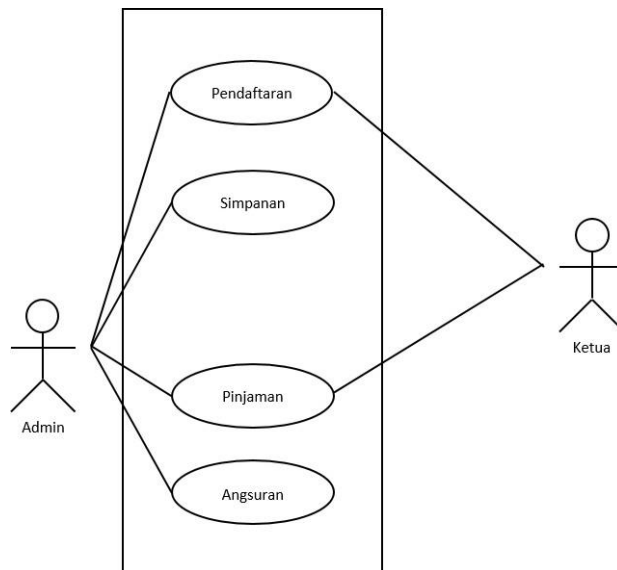 Pendaftaran
Simpanan
Pinjaman
Angsuran
Admin
Ketua